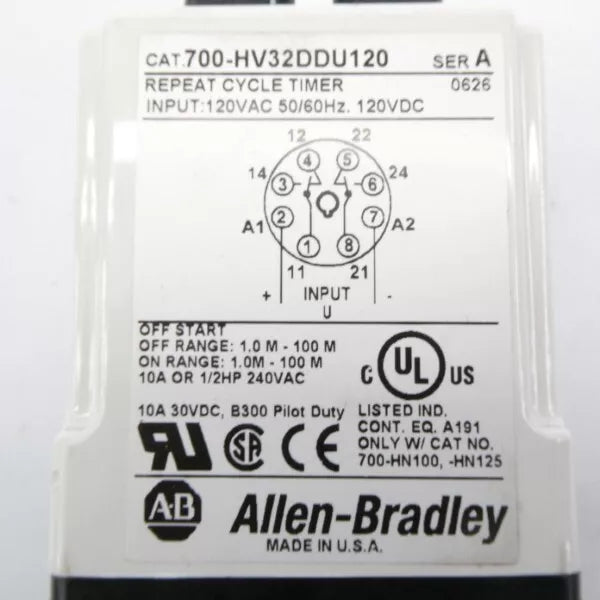 CAT.700-HV32DDU120 SER A
REPEAT CYCLE TIMER 0626
INPUT:120VAC 50/60Hz. 120VDC
12 22
4 5
14 3 6 24
A1 2 7 A2
1 8
11 21
+ INPUT -
U
OFF START
OFF RANGE: 1.0 M - 100 M
ON RANGE: 1.0M - 100 M
10A OR 1/2HP 240VAC
C UL US
10A 30VDC, B300 Pilot Duty
LISTED IND.
CONT. EQ. A191
ONLY W/ CAT NO.
700-HN100, -HN125
UR SA CE
A-B Allen-Bradley
MADE IN U.S.A.